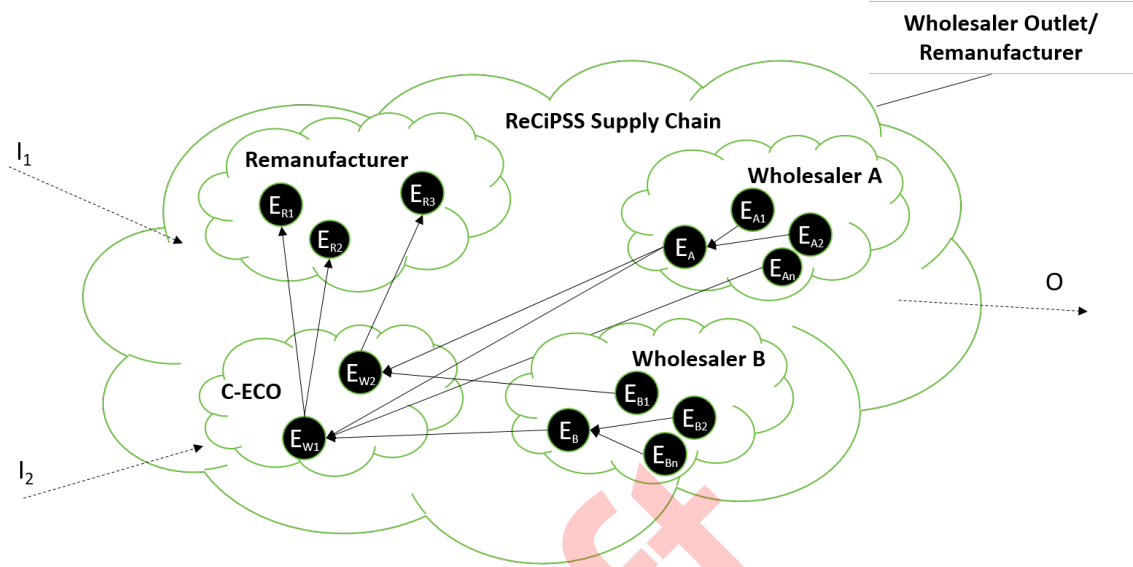 Wholesaler Outlet/
Remanufacturer
ReCiPSS Supply Chain
I1
Remanufacturer
ER1
ER2
ER3
Wholesaler A
EA1
EA2
EA
EAn
O
C-ECO
EW2
EW1
Wholesaler B
EB1
EB2
EB
EBn
I2